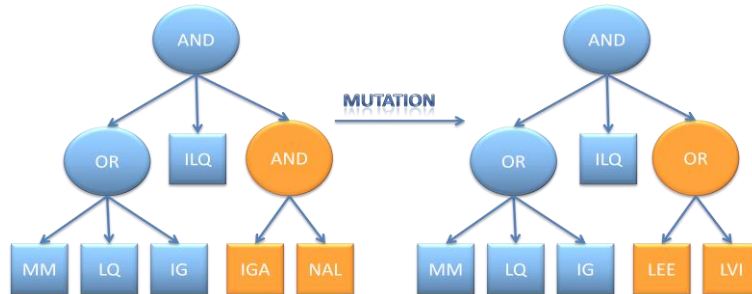 AND AND
MUTATION
OR ILQ AND OR ILQ OR
MM LQ IG IGA NAL MM LQ IG LEE LVI